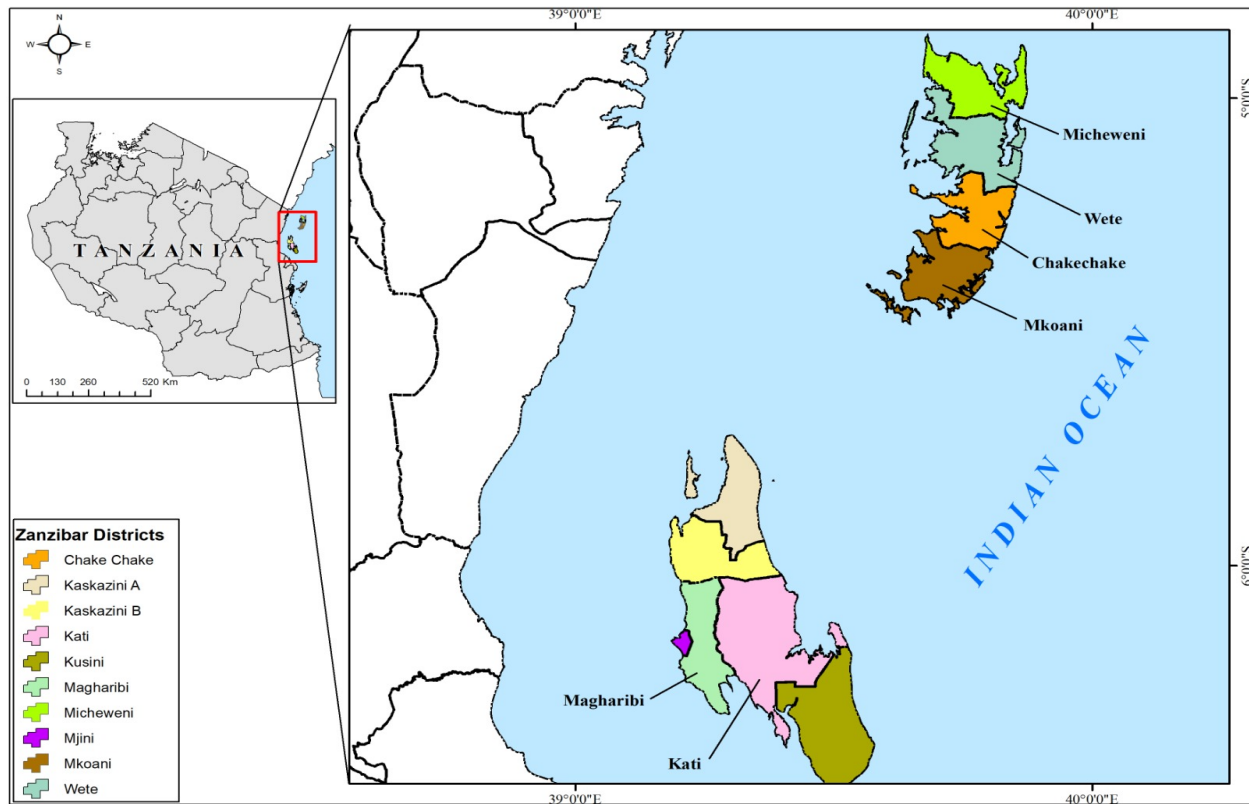 39°0'0"E
40°0'0"E
N
W
E
S
5°0'0"S
Micheweni
Wete
Chakechake
Mkoani
TANZANIA
0 130 260 520 Km
INDIAN OCEAN
6°0'0"S
Magharibi
Kati
Zanzibar Districts
Chake Chake
Kaskazini A
Kaskazini B
Kati
Kusini
Magharibi
Micheweni
Mjini
Mkoani
Wete
39°0'0"E
40°0'0"E